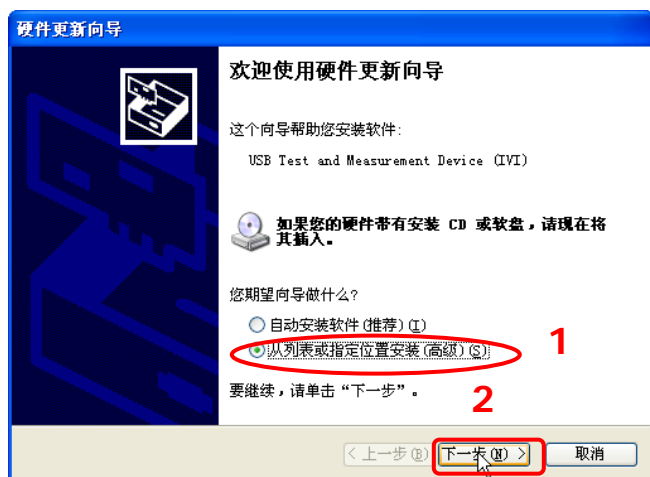 硬件更新向导
欢迎使用硬件更新向导
这个向导帮助您安装软件:
USB Test and Measurement Device (IVI)
如果您的硬件带有安装 CD 或软盘，请现在将
其插入。
您期望向导做什么?
自动安装软件(推荐)(I)
从列表或指定位置安装(高级)(S)
1
要继续，请单击“下一步”。
2
< 上一步(B)
下一步(N) >
取消